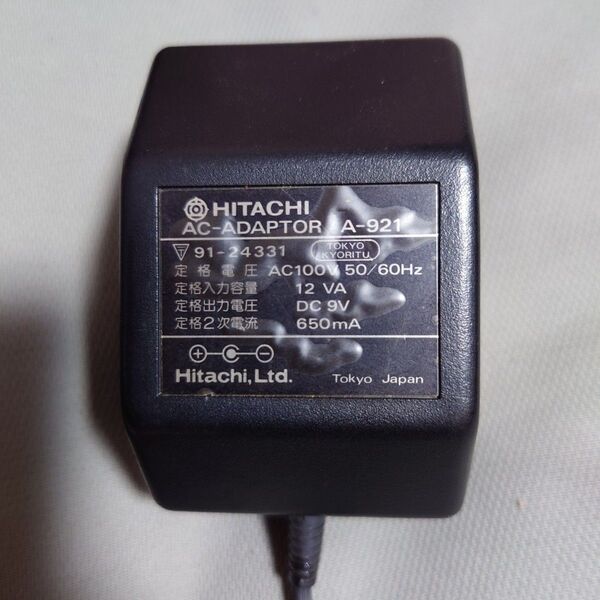 HITACHI
AC-ADAPTOR A-921
▽ 91-24331 TOKYO KYORITU
定格電圧 AC100V 50/60Hz
定格入力容量 12 VA
定格出力電圧 DC 9V
定格2次電流 650mA
Hitachi, Ltd. Tokyo Japan